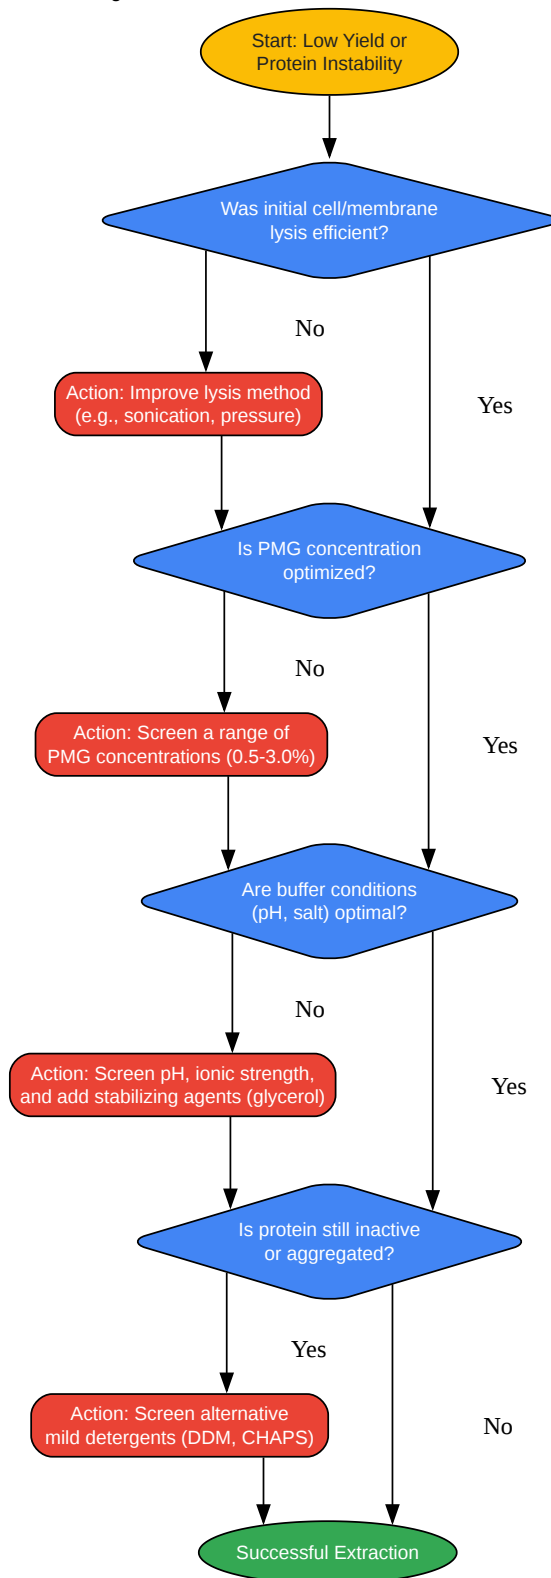 Start: Low Yield or
Protein Instability
Was initial cell/membrane
lysis efficient?
No
Action: Improve lysis method
(e.g., sonication, pressure)
Yes
Is PMG concentration
optimized?
No
Action: Screen a range of
PMG concentrations (0.5-3.0%)
Yes
Are buffer conditions
(pH, salt) optimal?
No
Action: Screen pH, ionic strength,
and add stabilizing agents (glycerol)
Yes
Is protein still inactive
or aggregated?
Yes
Action: Screen alternative
mild detergents (DDM, CHAPS)
No
Successful Extraction